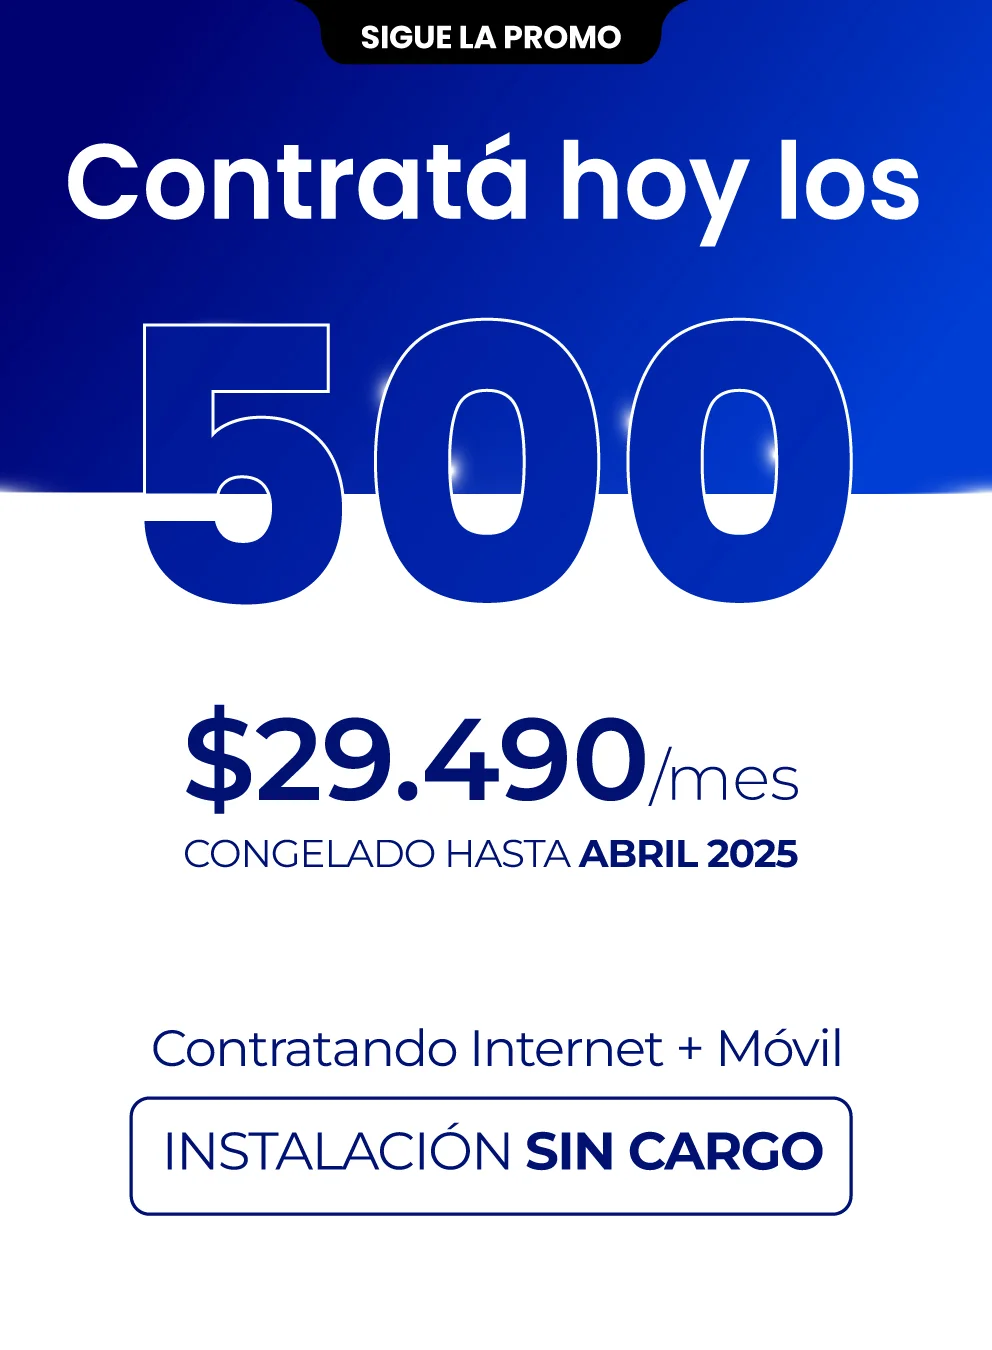 SIGUE LA PROMO
Contratá hoy los
500
$29.490/mes
CONGELADO HASTA ABRIL 2025
Contratando Internet + Móvil
INSTALACIÓN SIN CARGO